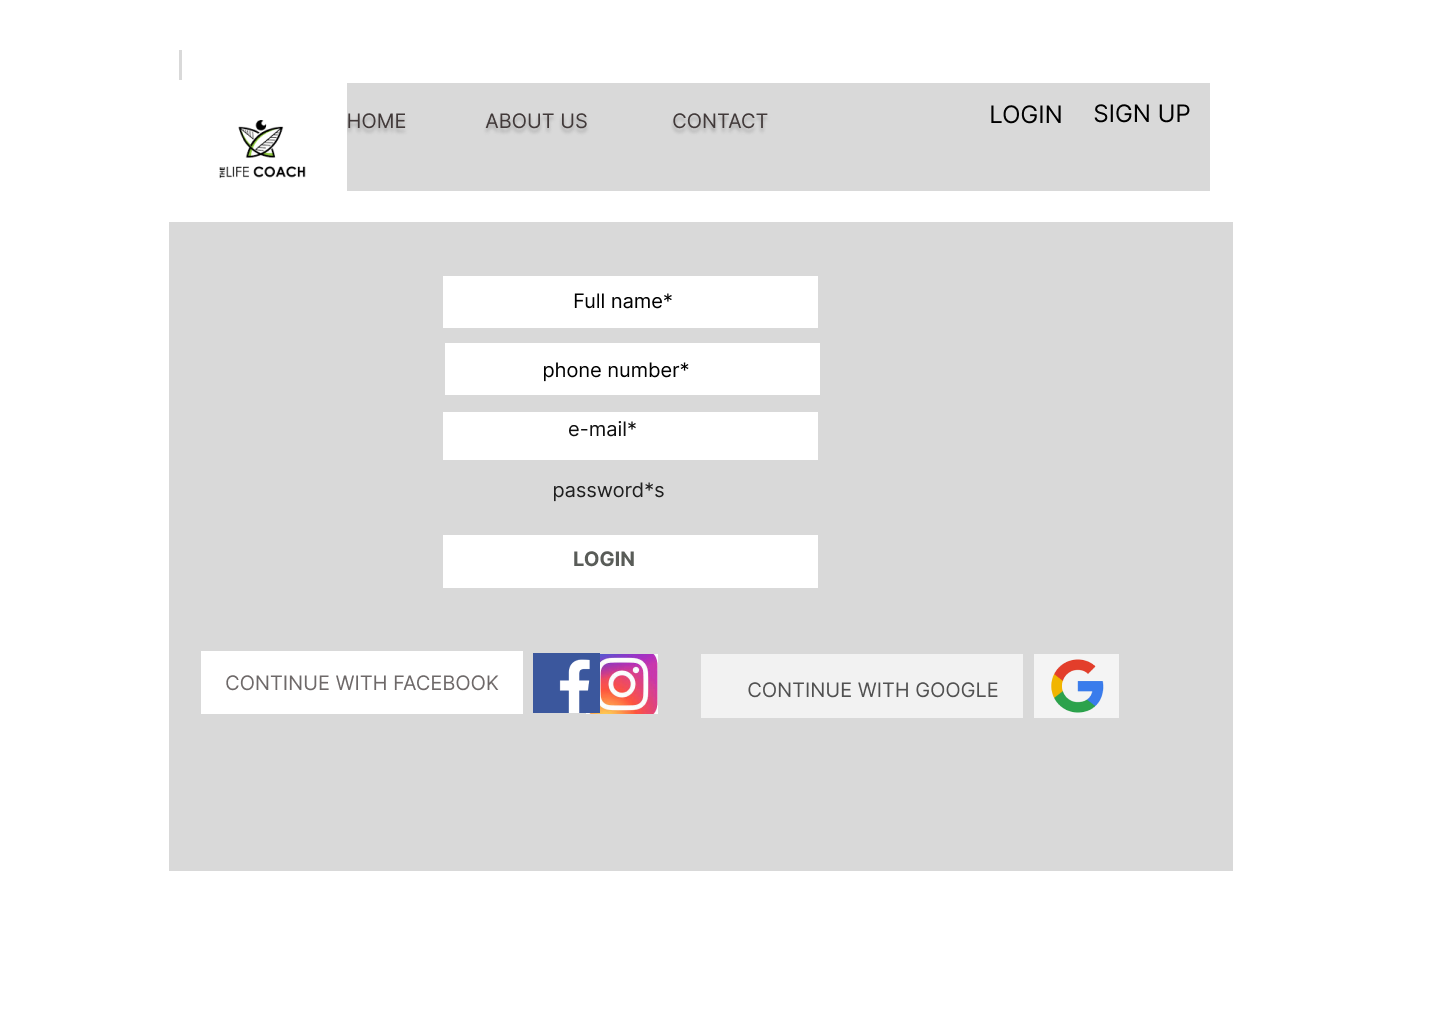 HOME ABOUT US CONTACT LOGIN SIGN UP
THE LIFE COACH
Full name*
phone number*
e-mail*
password*s
LOGIN
CONTINUE WITH FACEBOOK
CONTINUE WITH GOOGLE